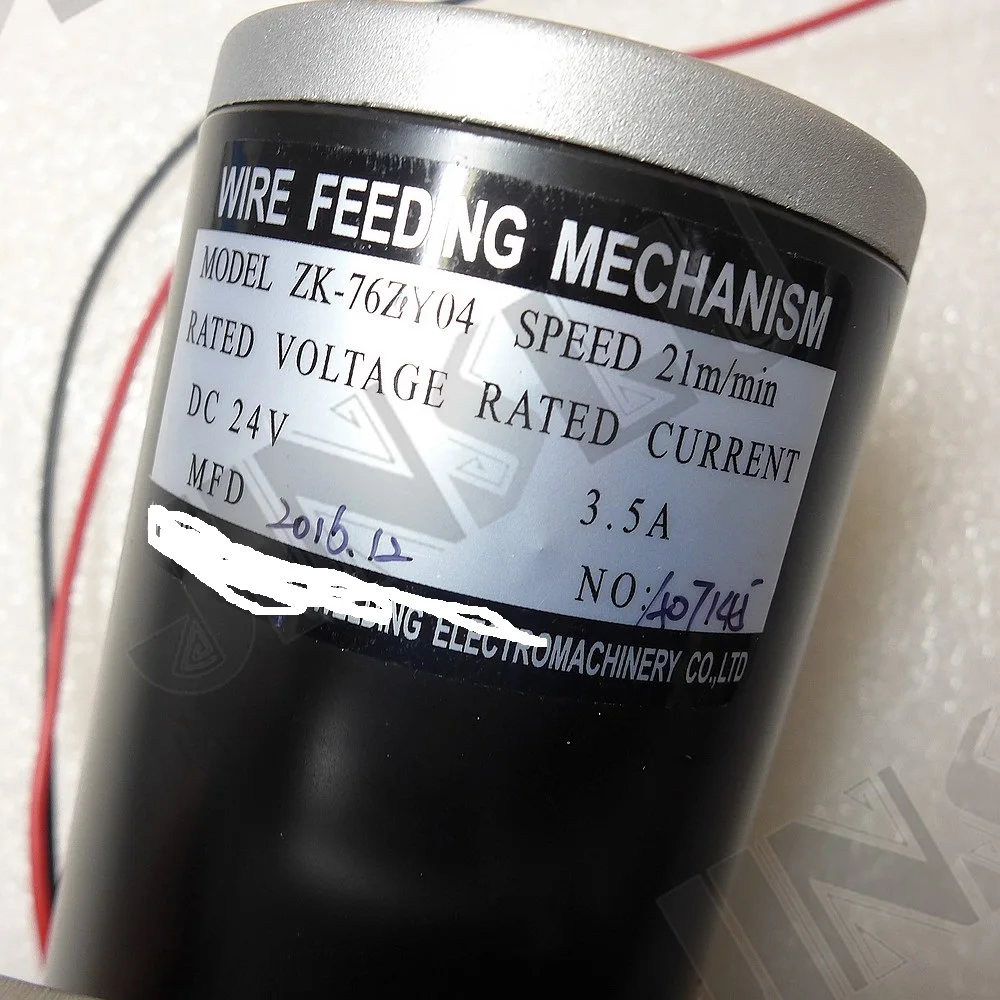 WIRE FEEDING MECHANISM
MODEL ZK-76ZY04 SPEED 21m/min
RATED VOLTAGE RATED CURRENT
DC 24V 3.5A
MFD 2016.12 NO:
ELECTROMACHINERY CO.,LTD